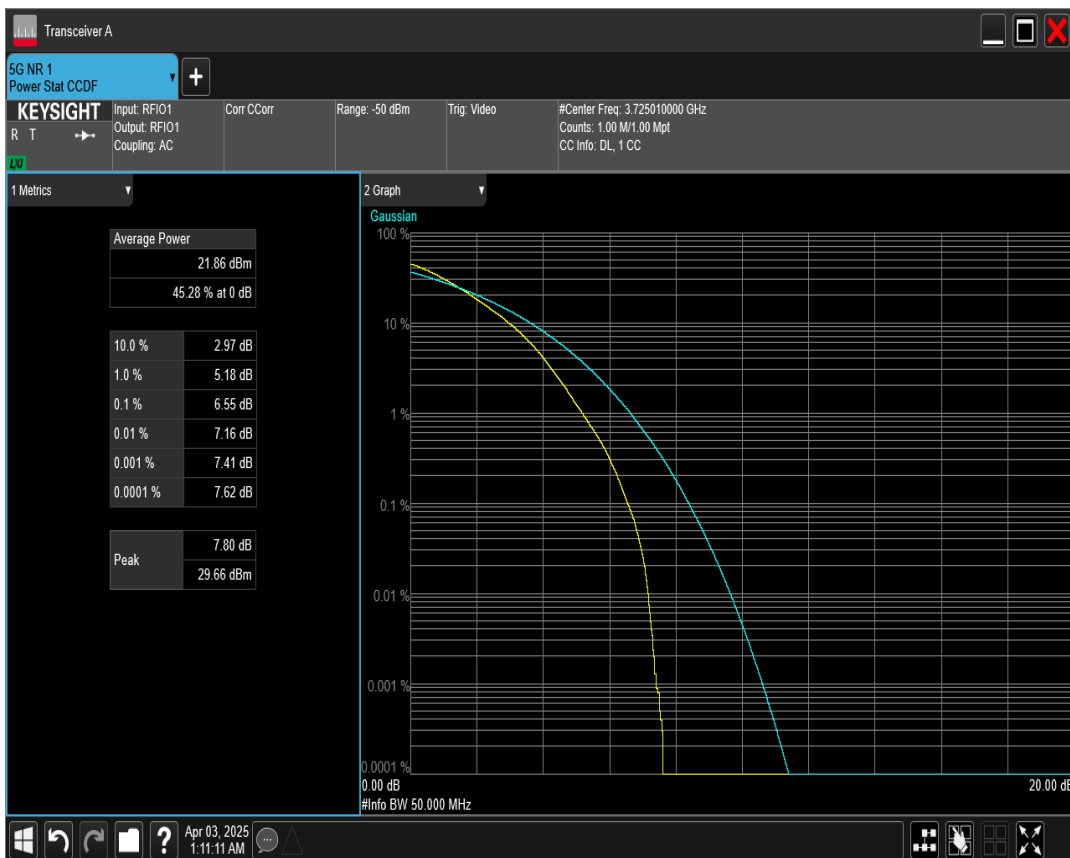 Transceiver A
5G NR 1
Power Stat CCDF
+
KEYSIGHT
R T
LXI
Input: RFIO1
Output: RFIO1
Coupling: AC
Corr CCorr
Range: -50 dBm
Trig: Video
#Center Freq: 3.725010000 GHz
Counts: 1.00 M/1.00 Mpt
CC Info: DL, 1 CC
1 Metrics
Average Power
21.86 dBm
45.28 % at 0 dB
10.0 % 2.97 dB
1.0 % 5.18 dB
0.1 % 6.55 dB
0.01 % 7.16 dB
0.001 % 7.41 dB
0.0001 % 7.62 dB
Peak
7.80 dB
29.66 dBm
2 Graph
Gaussian
100 %
10 %
1 %
0.1 %
0.01 %
0.001 %
0.0001 %
0.00 dB
20.00 dB
#Info BW 50.000 MHz
?
Apr 03, 2025
1:11:11 AM